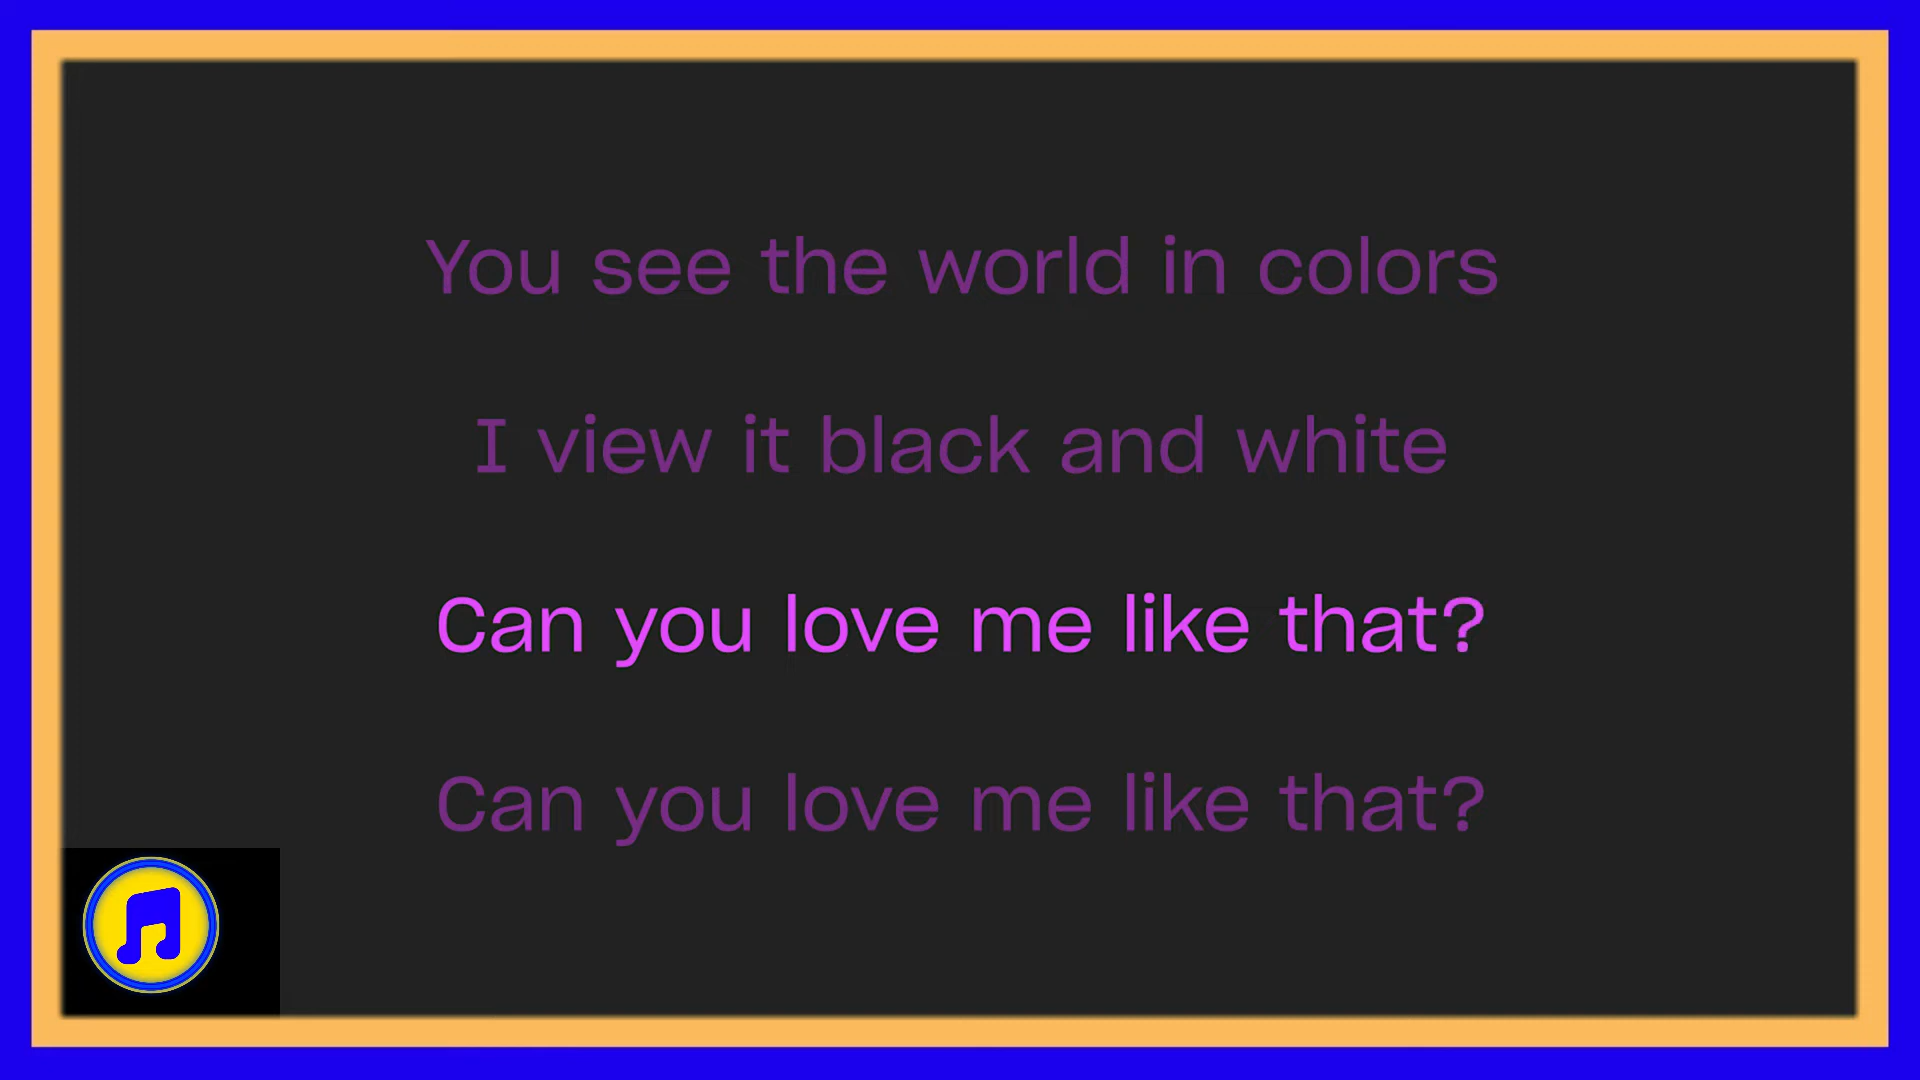 You see the world in colors
I view it black and white
Can you love me like that?
Can you love me like that?